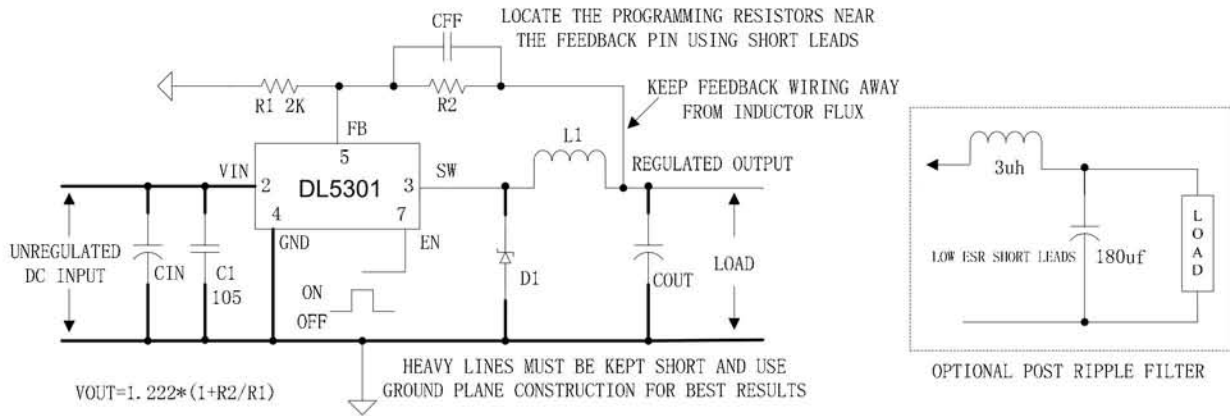 LOCATE THE PROGRAMMING RESISTORS NEAR
THE FEEDBACK PIN USING SHORT LEADS
CFF
R1 2K
R2
KEEP FEEDBACK WIRING AWAY
FROM INDUCTOR FLUX
FB
5
L1
VIN
SW
REGULATED OUTPUT
2
DL5301
3
4
7
GND
EN
UNREGULATED
DC INPUT
CIN
C1
105
ON
OFF
D1
COUT
LOAD
HEAVY LINES MUST BE KEPT SHORT AND USE
GROUND PLANE CONSTRUCTION FOR BEST RESULTS
VOUT=1.222*(1+R2/R1)
3uh
LOW ESR SHORT LEADS
180uf
LOAD
OPTIONAL POST RIPPLE FILTER